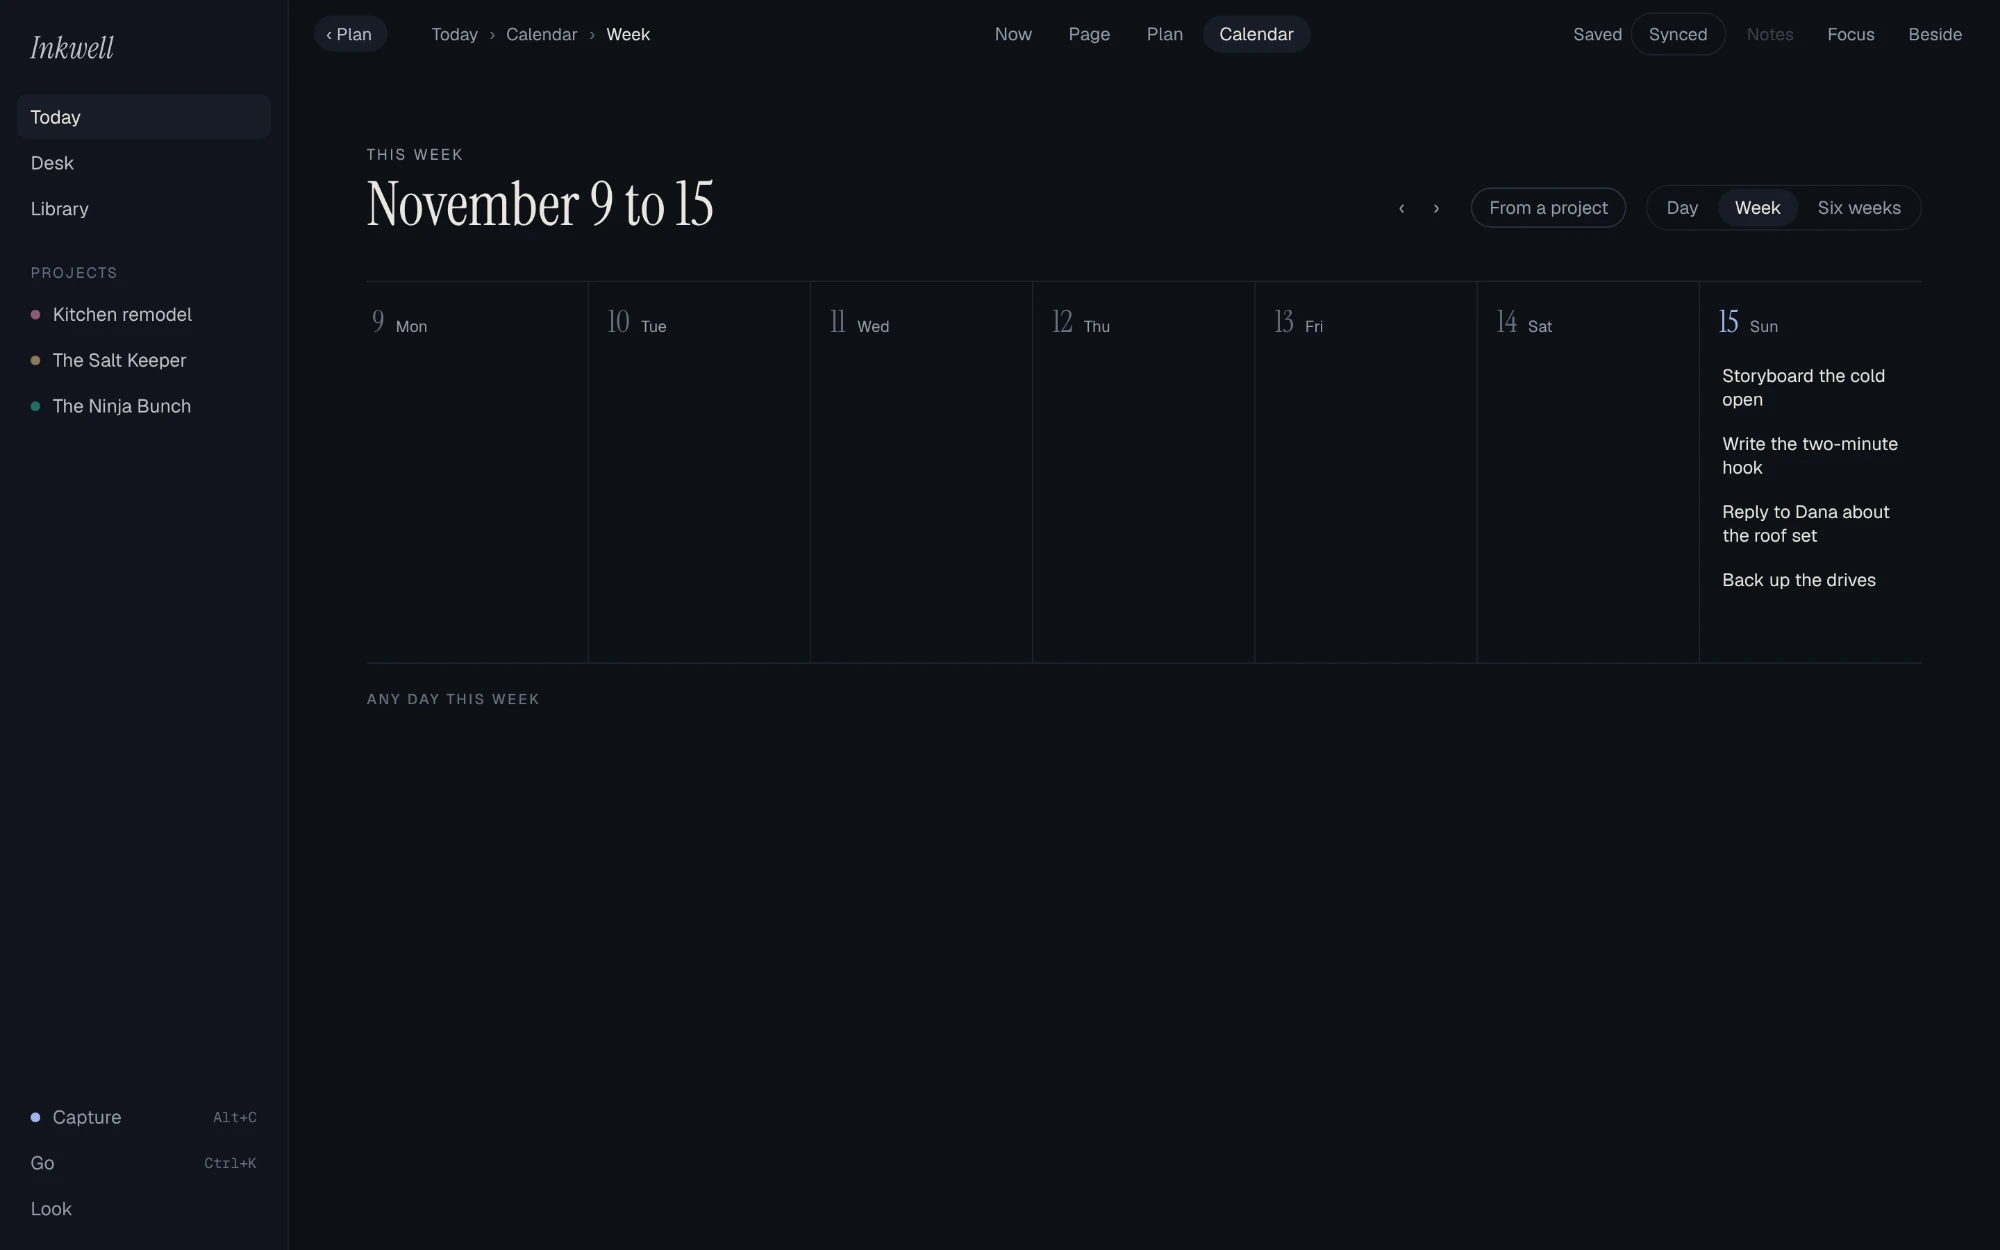 Inkwell
Today
Desk
Library
PROJECTS
Kitchen remodel
The Salt Keeper
The Ninja Bunch
Capture Alt+C
Go Ctrl+K
Look
‹ Plan
Today › Calendar › Week
Now Page Plan Calendar
Saved Synced Notes Focus Beside
THIS WEEK
November 9 to 15
‹ › From a project Day Week Six weeks
9 Mon
10 Tue
11 Wed
12 Thu
13 Fri
14 Sat
15 Sun
Storyboard the cold
open
Write the two-minute
hook
Reply to Dana about
the roof set
Back up the drives
ANY DAY THIS WEEK